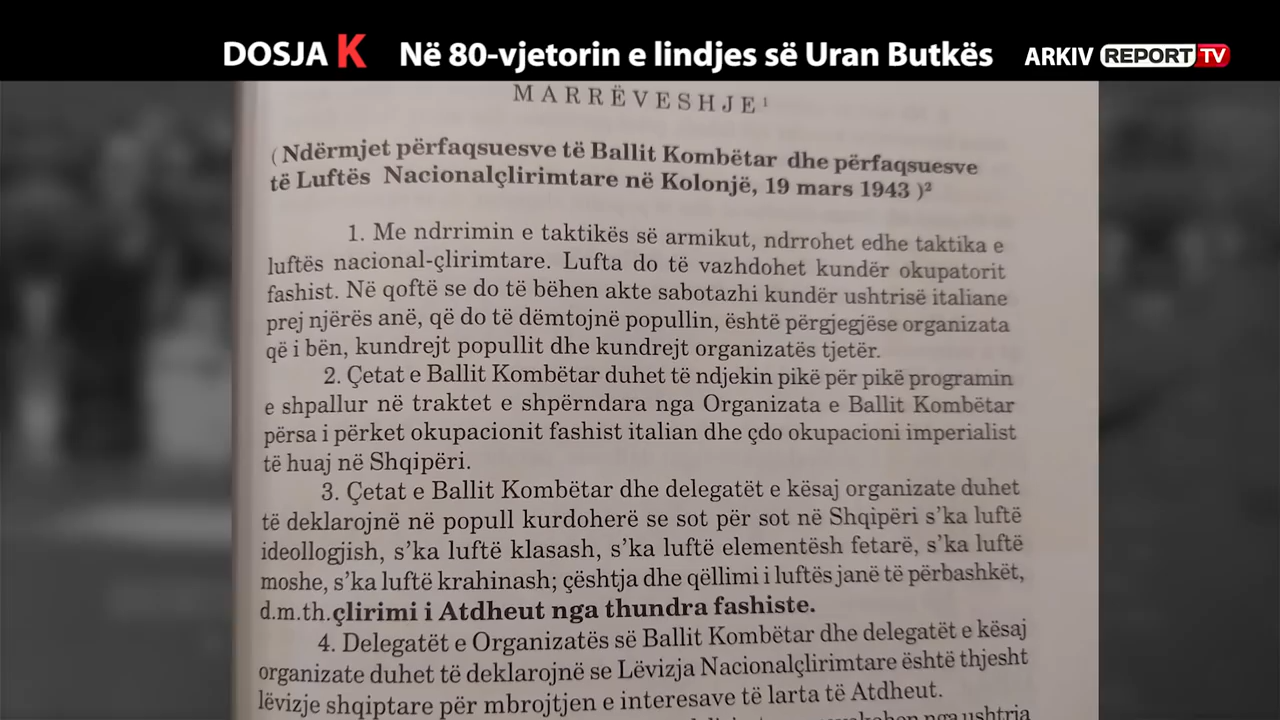 DOSJA K Në 80-vjetorin e lindjes së Uran Butkës ARKIV REPORT TV
MARRËVESHJE¹
(Ndërmjet përfaqsuesve të Ballit Kombëtar dhe përfaqsuesve
të Luftës Nacionalçlirimtare në Kolonjë, 19 mars 1943 )²
1. Me ndrrimin e taktikës së armikut, ndrrohet edhe taktika e
luftës nacional-çlirimtare. Lufta do të vazhdohet kundër okupatorit
fashist. Në qoftë se do të bëhen akte sabotazhi kundër ushtrisë italiane
prej njërës anë, që do të dëmtojnë popullin, është përgjegjëse organizata
që i bën, kundrejt popullit dhe kundrejt organizatës tjetër.
2. Çetat e Ballit Kombëtar duhet të ndjekin pikë për pikë programin
e shpallur në traktet e shpërndara nga Organizata e Ballit Kombëtar
përsa i përket okupacionit fashist italian dhe çdo okupacioni imperialist
të huaj në Shqipëri.
3. Çetat e Ballit Kombëtar dhe delegatët e kësaj organizate duhet
të deklarojnë në popull kurdoherë se sot për sot në Shqipëri s’ka luftë
ideollogjish, s’ka luftë klasash, s’ka luftë elementësh fetarë, s’ka luftë
moshe, s’ka luftë krahinash; çështja dhe qëllimi i luftës janë të përbashkët,
d.m.th.çlirimi i Atdheut nga thundra fashiste.
4. Delegatët e Organizatës së Ballit Kombëtar dhe delegatët e kësaj
organizate duhet të deklarojnë se Lëvizja Nacionalçlirimtare është thjesht
lëvizje shqiptare për mbrojtjen e interesave të larta të Atdheut.
nga ushtria